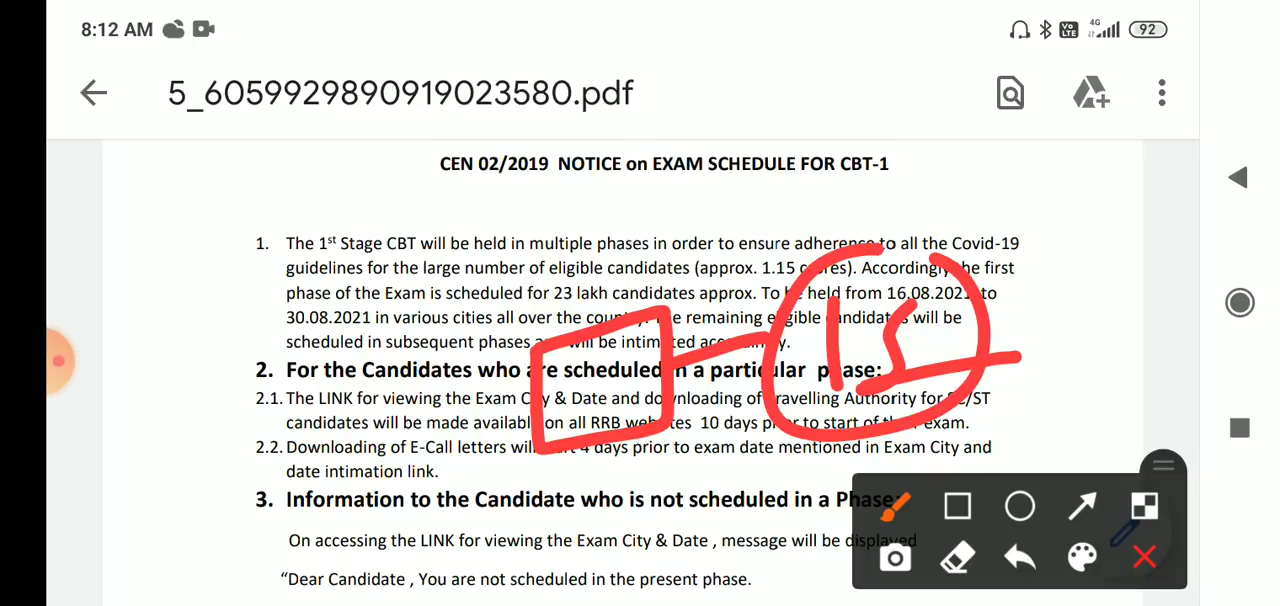 8:12 AM Vo LTE 4G 92
5_6059929890919023580.pdf
CEN 02/2019 NOTICE on EXAM SCHEDULE FOR CBT-1
1. The 1st Stage CBT will be held in multiple phases in order to ensure adherence to all the Covid-19
guidelines for the large number of eligible candidates (approx. 1.15 crores). Accordingly the first
phase of the Exam is scheduled for 23 lakh candidates approx. To be held from 16.08.2021 to
30.08.2021 in various cities all over the country. The remaining eligible candidates will be
scheduled in subsequent phases and will be intimated accordingly.
2. For the Candidates who are scheduled in a particular phase:
2.1. The LINK for viewing the Exam City & Date and downloading of Travelling Authority for SC/ST
candidates will be made available on all RRB websites 10 days prior to start of their exam.
2.2. Downloading of E-Call letters will start 4 days prior to exam date mentioned in Exam City and
date intimation link.
3. Information to the Candidate who is not scheduled in a Phase:
On accessing the LINK for viewing the Exam City & Date , message will be displayed
“Dear Candidate , You are not scheduled in the present phase.
15